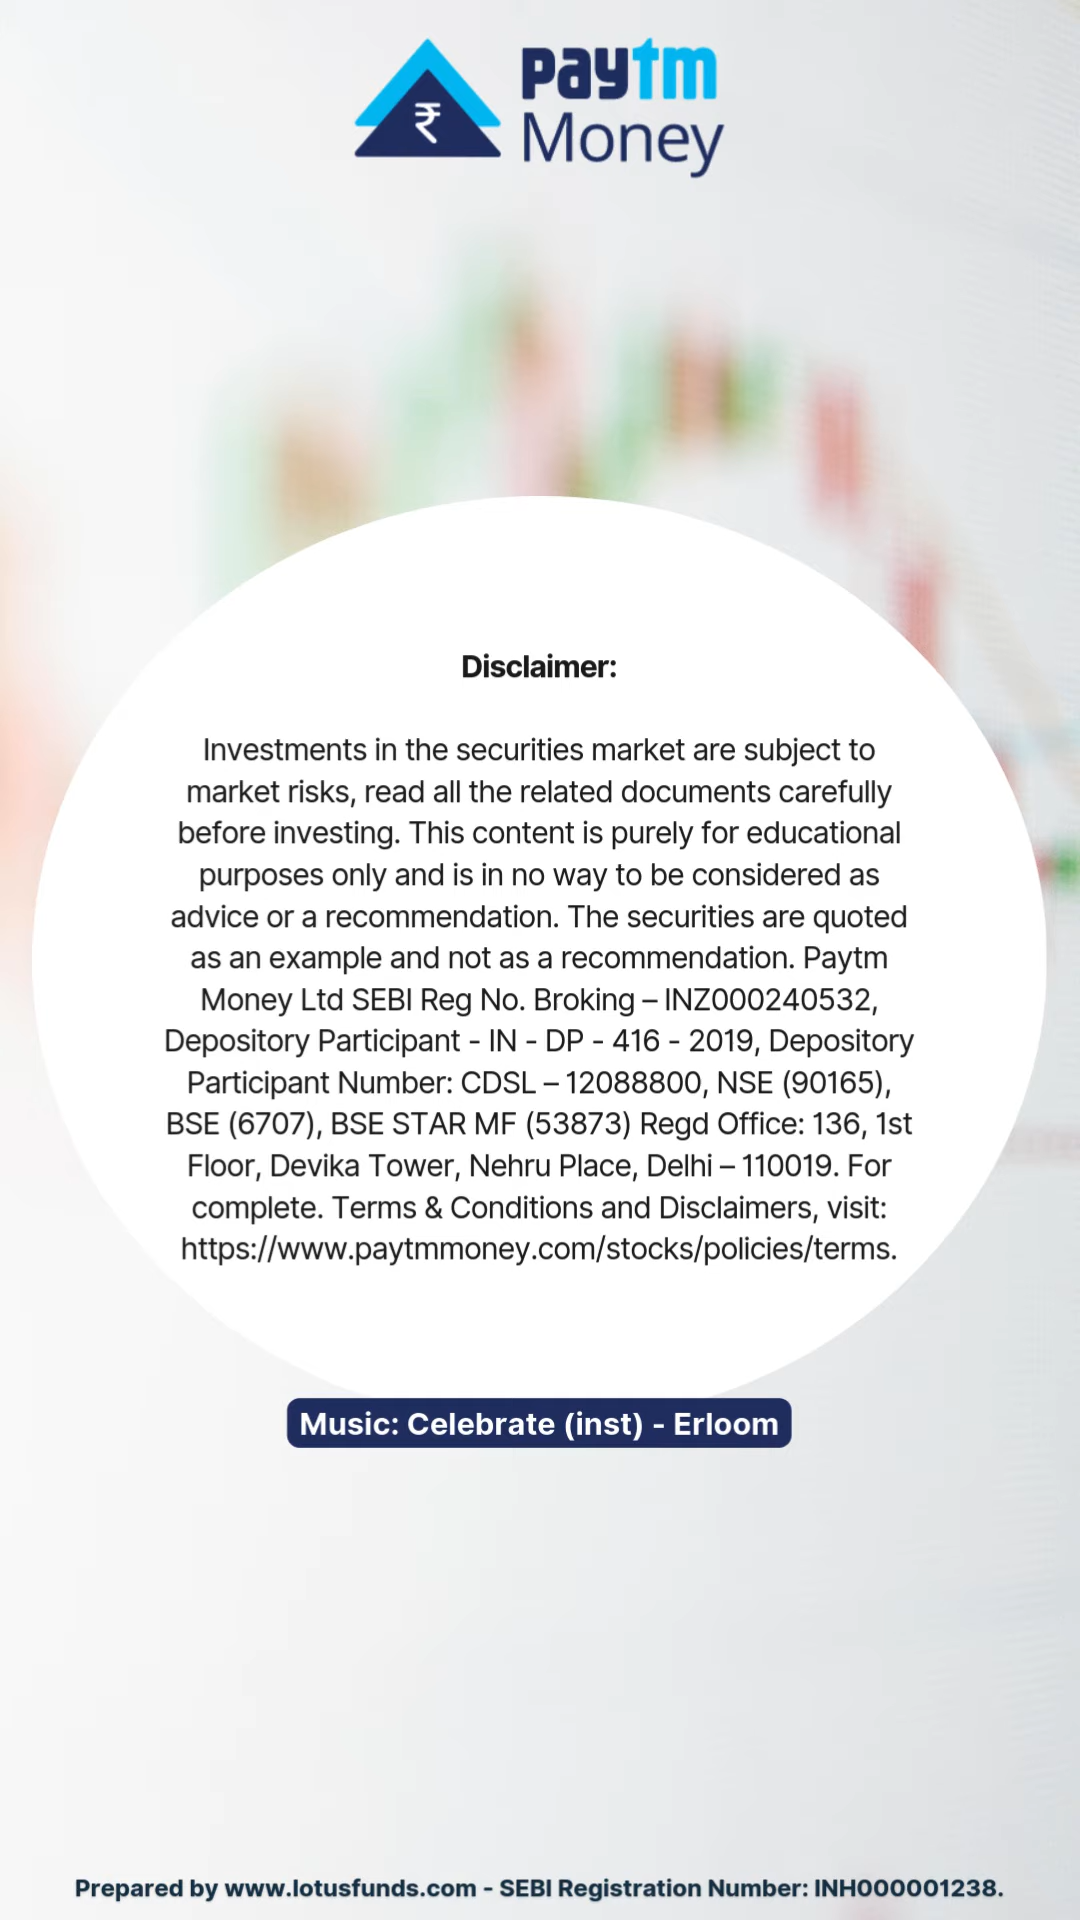 paytm
Money
₹
Disclaimer:
Investments in the securities market are subject to
market risks, read all the related documents carefully
before investing. This content is purely for educational
purposes only and is in no way to be considered as
advice or a recommendation. The securities are quoted
as an example and not as a recommendation. Paytm
Money Ltd SEBI Reg No. Broking – INZ000240532,
Depository Participant - IN - DP - 416 - 2019, Depository
Participant Number: CDSL – 12088800, NSE (90165),
BSE (6707), BSE STAR MF (53873) Regd Office: 136, 1st
Floor, Devika Tower, Nehru Place, Delhi – 110019. For
complete. Terms & Conditions and Disclaimers, visit:
https://www.paytmmoney.com/stocks/policies/terms.
Music: Celebrate (inst) - Erloom
Prepared by www.lotusfunds.com - SEBI Registration Number: INH000001238.